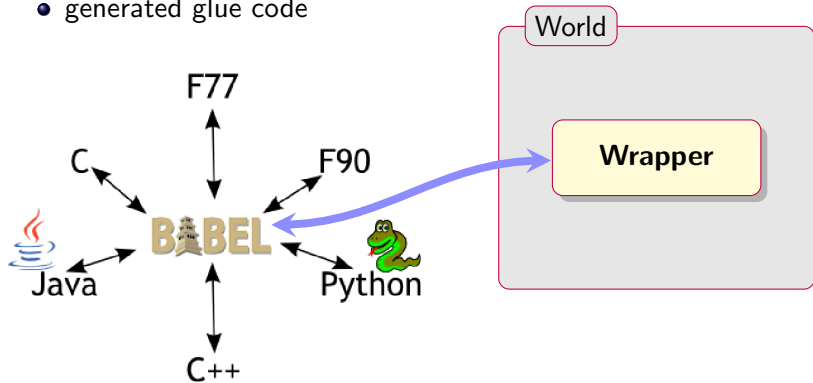 generated glue code
World
F77
C
F90
Wrapper
BABEL
Java
Python
C++